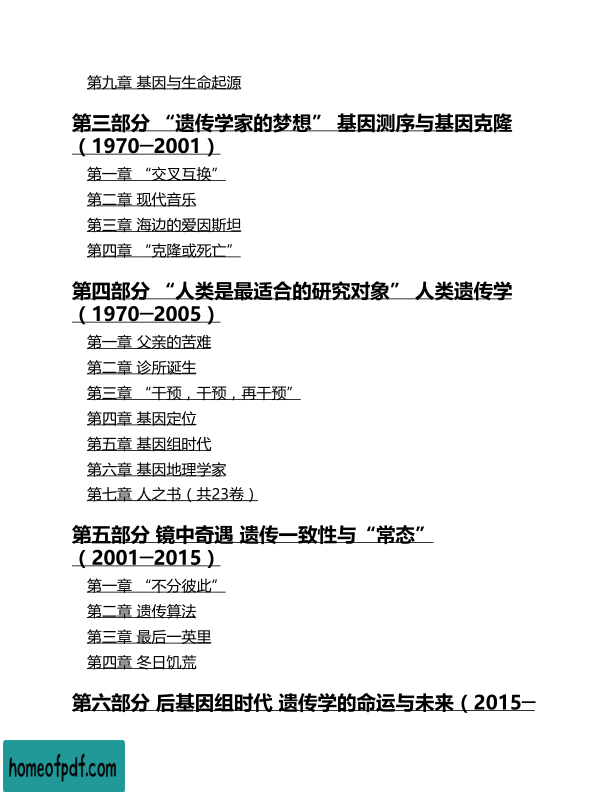 第九章 基因与生命起源
第三部分 “遗传学家的梦想” 基因测序与基因克隆
（1970—2001）
第一章 “交叉互换”
第二章 现代音乐
第三章 海边的爱因斯坦
第四章 “克隆或死亡”
第四部分 “人类是最适合的研究对象” 人类遗传学
（1970—2005）
第一章 父亲的苦难
第二章 诊所诞生
第三章 “干预，干预，再干预”
第四章 基因定位
第五章 基因组时代
第六章 基因地理学家
第七章 人之书（共23卷）
第五部分 镜中奇遇 遗传一致性与“常态”
（2001—2015）
第一章 “不分彼此”
第二章 遗传算法
第三章 最后一英里
第四章 冬日饥荒
第六部分 后基因组时代 遗传学的命运与未来（2015—
homeofpdf.com